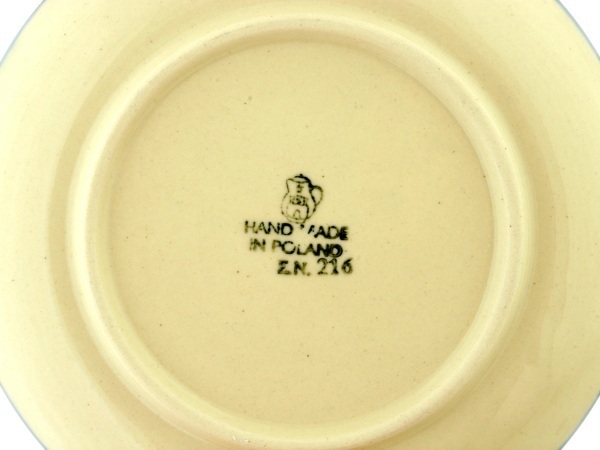 HAND MADE
IN POLAND
Z.N. 216